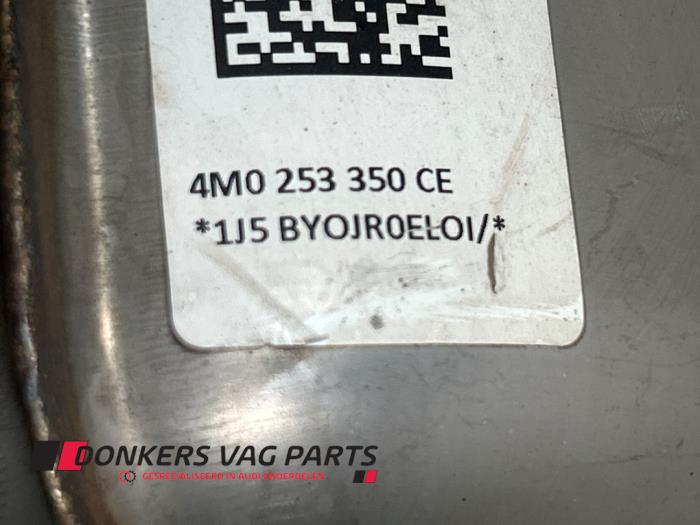 4M0 253 350 CE
*1J5 BYOJR0ELOI/*
DONKERS VAG PARTS
GESPECIALISEERD IN AUDI ONDERDELEN